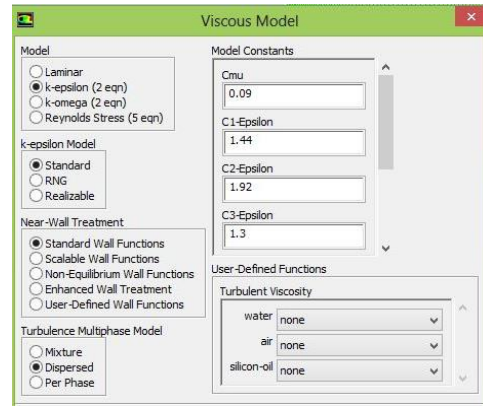 Viscous Model
Model
Laminar
k-epsilon (2 eqn)
k-omega (2 eqn)
Reynolds Stress (5 eqn)
k-epsilon Model
Standard
RNG
Realizable
Near-Wall Treatment
Standard Wall Functions
Scalable Wall Functions
Non-Equilibrium Wall Functions
Enhanced Wall Treatment
User-Defined Wall Functions
Turbulence Multiphase Model
Mixture
Dispersed
Per Phase
Model Constants
Cmu
0.09
C1-Epsilon
1.44
C2-Epsilon
1.92
C3-Epsilon
1.3
User-Defined Functions
Turbulent Viscosity
water none
air none
silicon-oil none